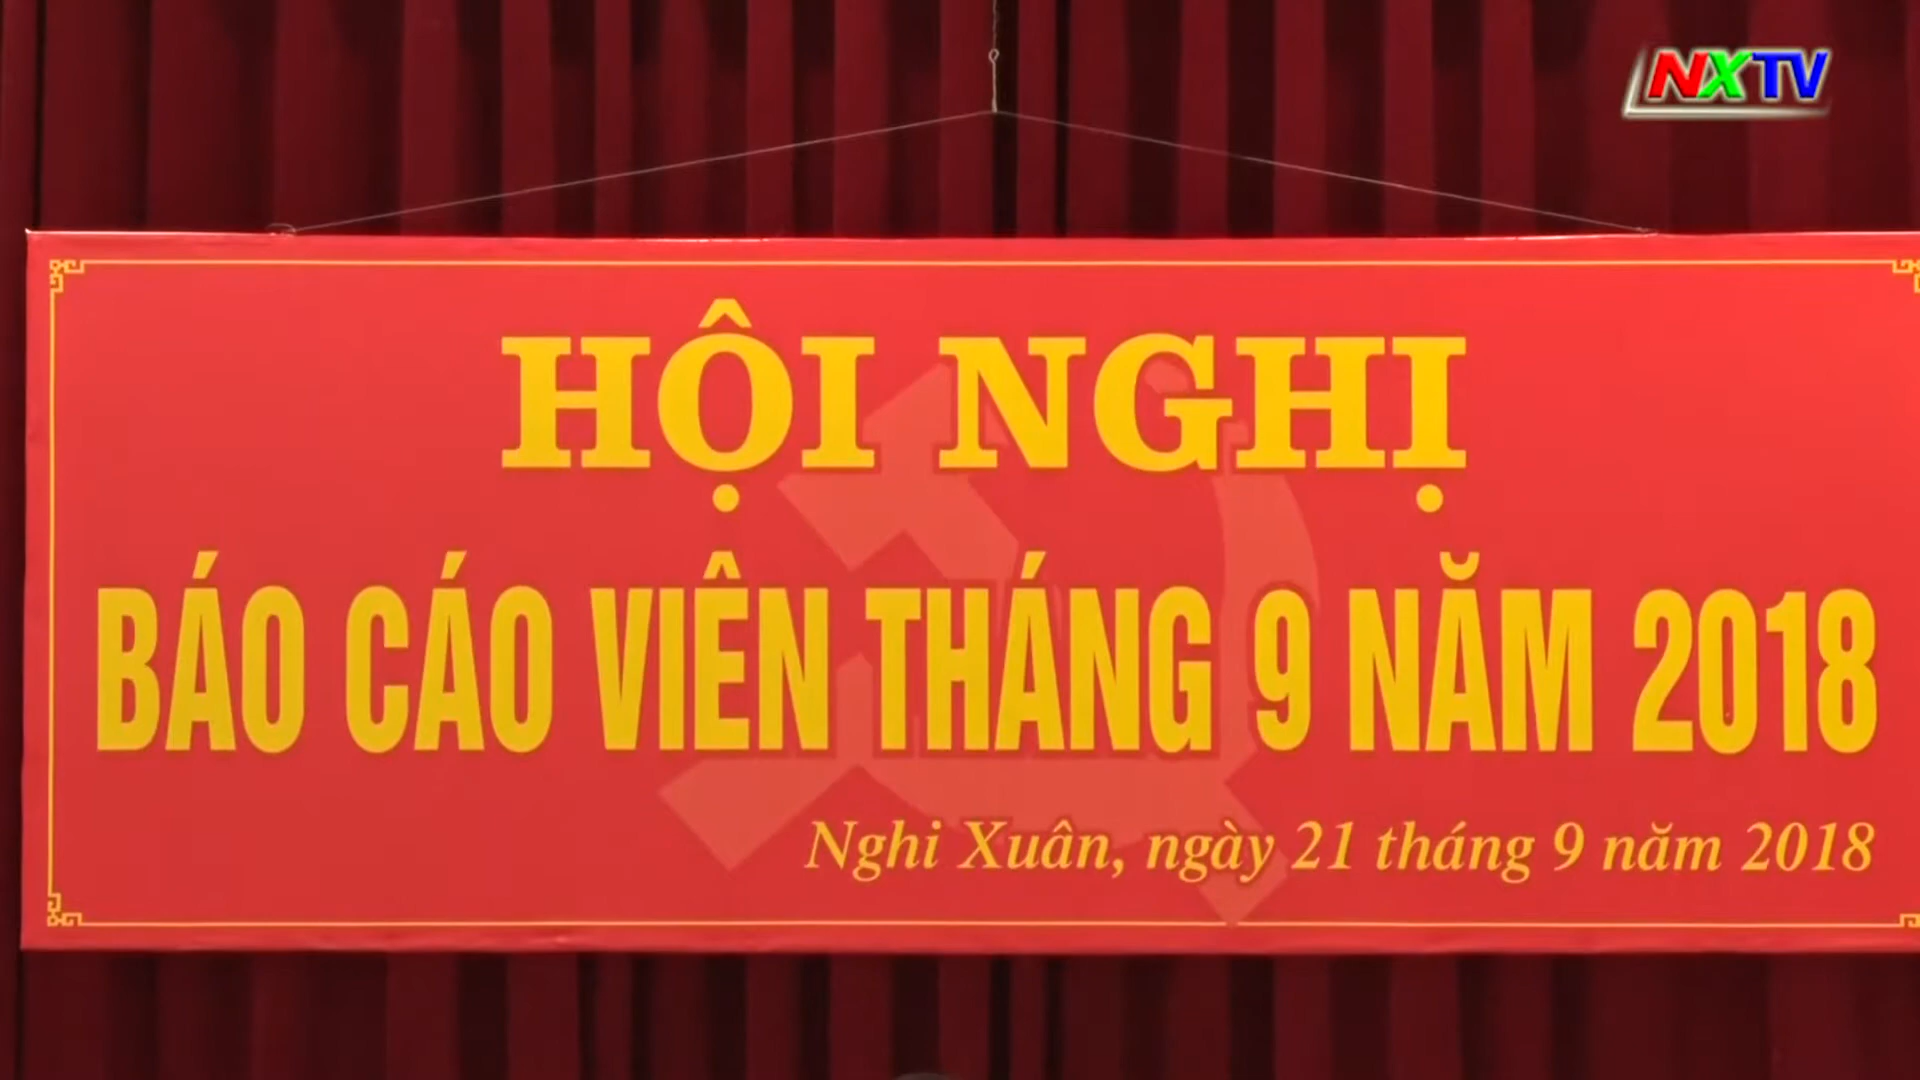 NXTV
HỘI NGHỊ
BÁO CÁO VIÊN THÁNG 9 NĂM 2018
Nghi Xuân, ngày 21 tháng 9 năm 2018